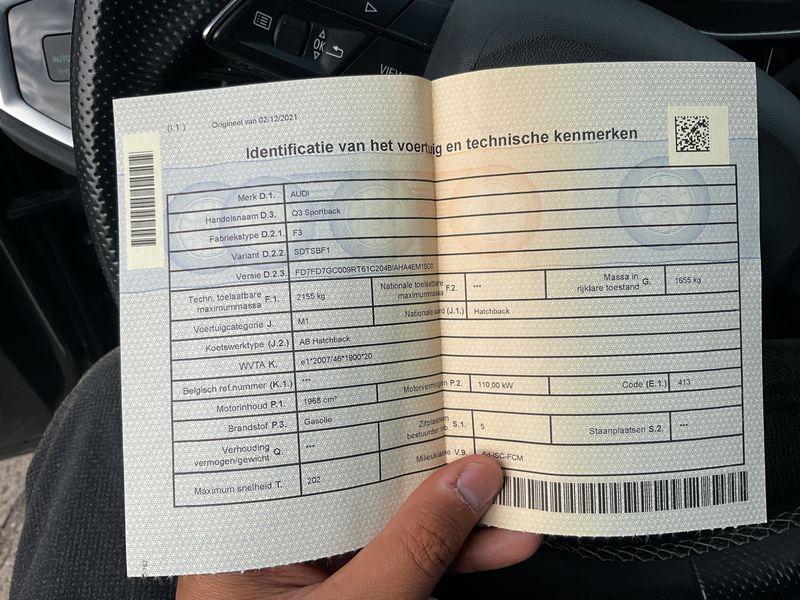 OK
VIEW
(I.1) Origineel van 02/12/2021
Identificatie van het voertuig en technische kenmerken
Merk D.1. AUDI
Handelsnaam D.3. Q3 Sportback
Fabriekstype D.2.1. F3
Variant D.2.2. SDTSBF1
Versie D.2.3. FD7FD7GC009RT61C204BIAHA4EM1800
Techn. toelaatbare maximummassa F.1. 2155 kg Nationale toelaatbare maximummassa F.2. --- Massa in rijklare toestand G. 1655 kg
Voertuigcategorie J. M1 Nationale aard (J.1.) Hatchback
Koetswerktype (J.2.) AB Hatchback
WVTA K. e1*2007/46*1900*20
Belgisch ref.nummer (K.1.) ---
Motorinhoud P.1. 1968 cm³ Motorvermogen P.2. 110,00 kW Code (E.1.) 413
Brandstof P.3. Gasolie
Verhouding vermogen/gewicht Q. --- Zitplaatsen bestuurder inb. S.1. 5 Staanplaatsen S.2. ---
Maximum snelheid T. 202 Milieuklasse V.9. 6d-ISC-FCM